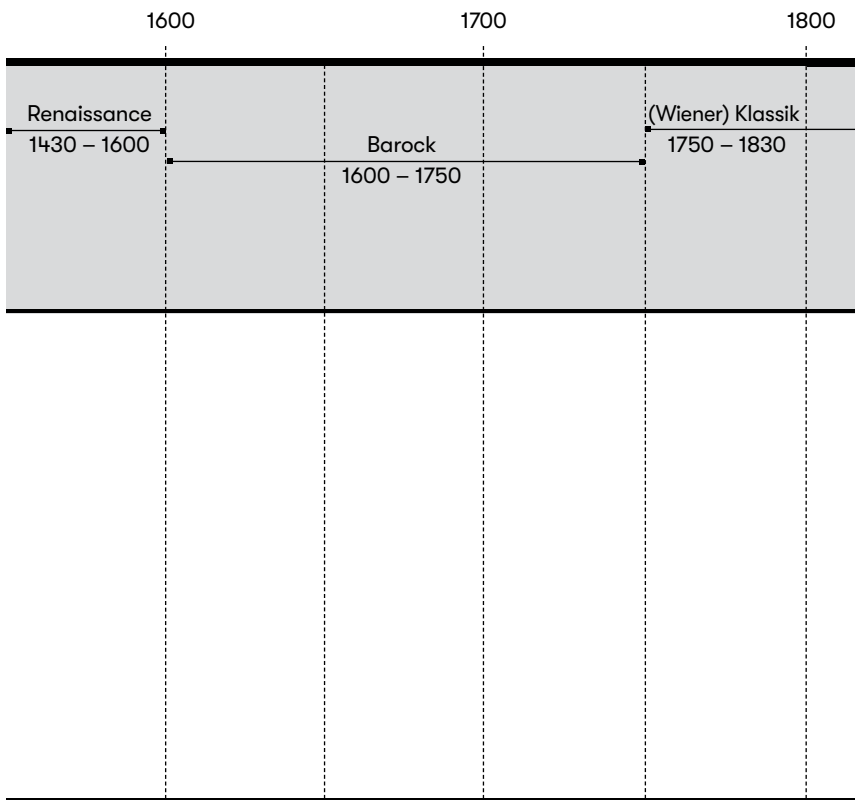 1600 1700 1800
Renaissance
1430 – 1600
Barock
1600 – 1750
(Wiener) Klassik
1750 – 1830